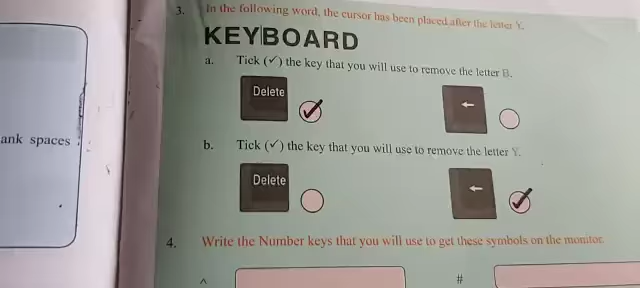 ank spaces
3. In the following word, the cursor has been placed after the letter Y.
KEY|BOARD
a. Tick (✓) the key that you will use to remove the letter B.
Delete ✓ ←
b. Tick (✓) the key that you will use to remove the letter Y.
Delete ← ✓
4. Write the Number keys that you will use to get these symbols on the monitor.
^ #